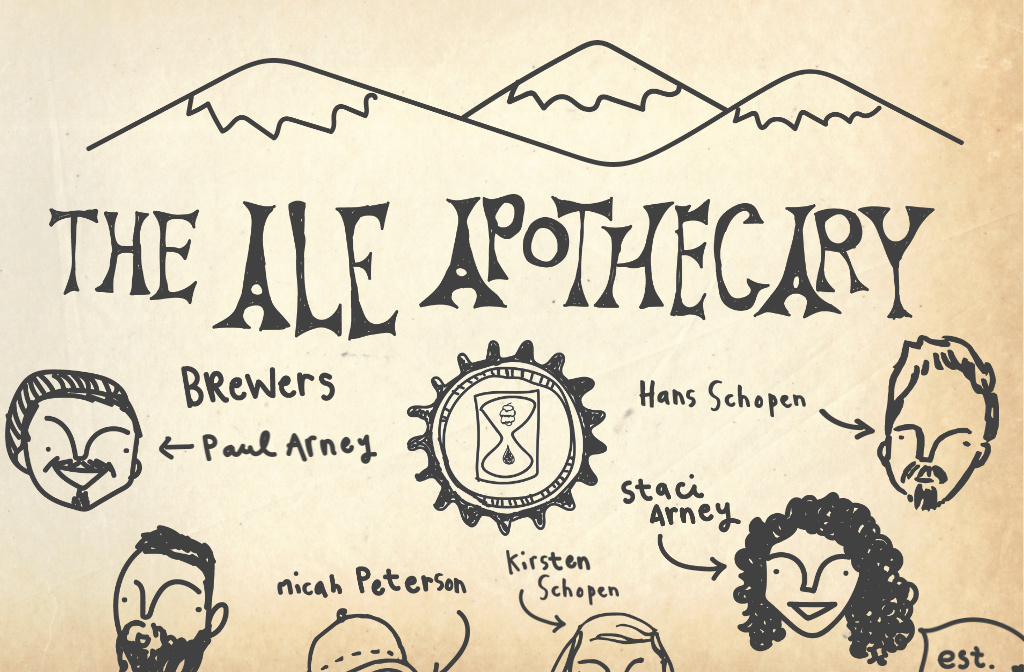 THE ALE APOTHECARY
BReWers
Paul Arney
Hans Schopen
Staci
Arney
Kirsten
Schopen
micah Peterson
est.